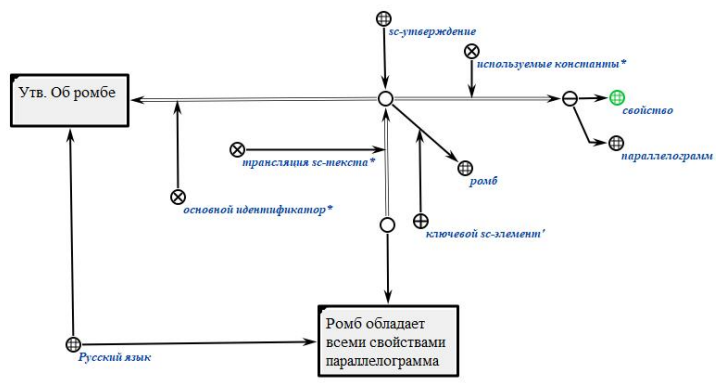 sc-утверждение
используемые константы*
Утв. Об ромбе
свойство
параллелограмм
трансляция sc-текста*
ромб
основной идентификатор*
ключевой sc-элемент'
Ромб обладает
всеми свойствами
параллелограмма
Русский язык